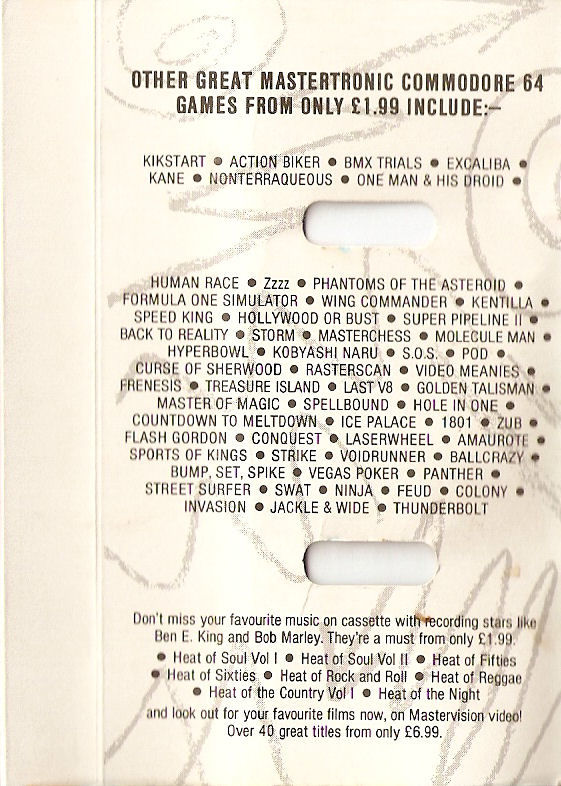 OTHER GREAT MASTERTRONIC COMMODORE 64
GAMES FROM ONLY £1.99 INCLUDE:–
KIKSTART ● ACTION BIKER ● BMX TRIALS ● EXCALIBA ●
KANE ● NONTERRAQUEOUS ● ONE MAN & HIS DROID ●
HUMAN RACE ● Zzzz ● PHANTOMS OF THE ASTEROID ●
FORMULA ONE SIMULATOR ● WING COMMANDER ● KENTILLA ●
SPEED KING ● HOLLYWOOD OR BUST ● SUPER PIPELINE II ●
BACK TO REALITY ● STORM ● MASTERCHESS ● MOLECULE MAN ●
HYPERBOWL ● KOBYASHI NARU ● S.O.S. ● POD ●
CURSE OF SHERWOOD ● RASTERSCAN ● VIDEO MEANIES ●
FRENESIS ● TREASURE ISLAND ● LAST V8 ● GOLDEN TALISMAN ●
MASTER OF MAGIC ● SPELLBOUND ● HOLE IN ONE ●
COUNTDOWN TO MELTDOWN ● ICE PALACE ● 1801 ● ZUB ●
FLASH GORDON ● CONQUEST ● LASERWHEEL ● AMAUROTE ●
SPORTS OF KINGS ● STRIKE ● VOIDRUNNER ● BALLCRAZY ●
BUMP, SET, SPIKE ● VEGAS POKER ● PANTHER ●
STREET SURFER ● SWAT ● NINJA ● FEUD ● COLONY ●
INVASION ● JACKLE & WIDE ● THUNDERBOLT
Don't miss your favourite music on cassette with recording stars like
Ben E. King and Bob Marley. They're a must from only £1.99.
● Heat of Soul Vol I ● Heat of Soul Vol II ● Heat of Fifties
● Heat of Sixties ● Heat of Rock and Roll ● Heat of Reggae
● Heat of the Country Vol I ● Heat of the Night
and look out for your favourite films now, on Mastervision video!
Over 40 great titles from only £6.99.